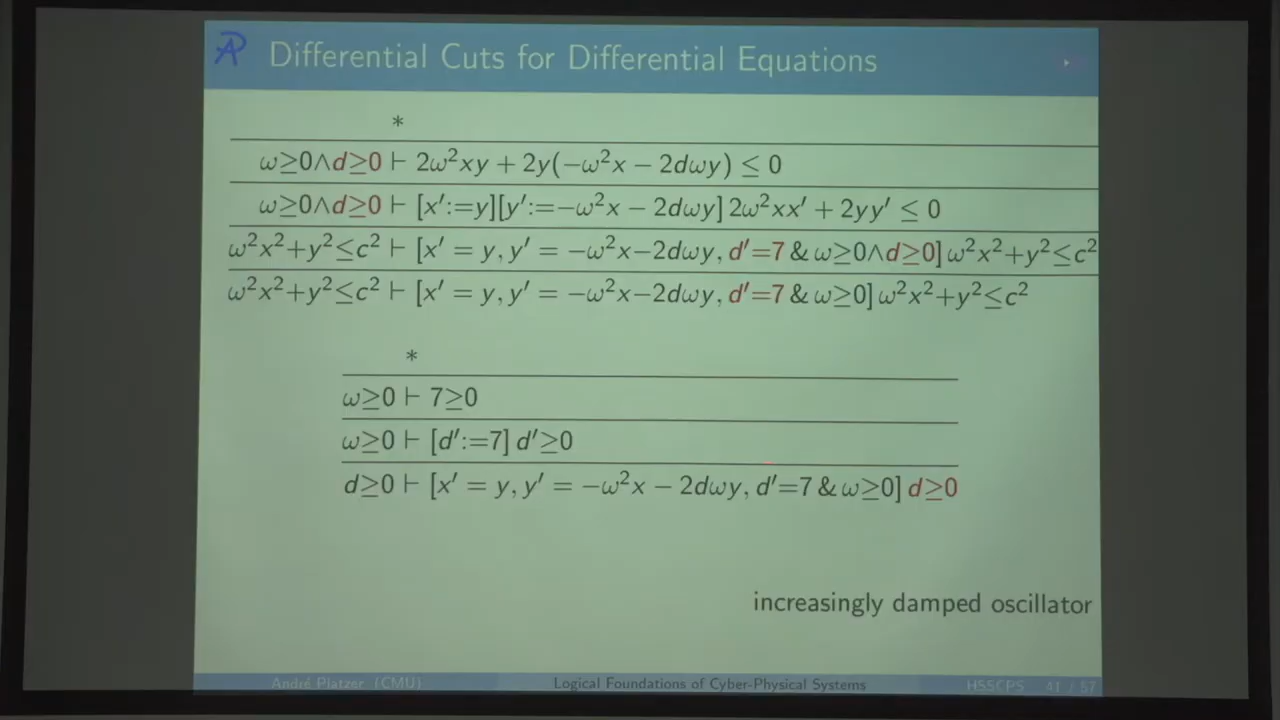 Differential Cuts for Differential Equations
*
ω≥0∧d≥0 ⊢ 2ω²xy + 2y(−ω²x − 2dωy) ≤ 0
ω≥0∧d≥0 ⊢ [x′:=y][y′:=−ω²x − 2dωy] 2ω²xx′ + 2yy′ ≤ 0
ω²x²+y²≤c² ⊢ [x′ = y, y′ = −ω²x−2dωy, d′=7 & ω≥0∧d≥0] ω²x²+y²≤c²
ω²x²+y²≤c² ⊢ [x′ = y, y′ = −ω²x−2dωy, d′=7 & ω≥0] ω²x²+y²≤c²
*
ω≥0 ⊢ 7≥0
ω≥0 ⊢ [d′:=7] d′≥0
d≥0 ⊢ [x′ = y, y′ = −ω²x − 2dωy, d′=7 & ω≥0] d≥0
increasingly damped oscillator
André Platzer (CMU) Logical Foundations of Cyber-Physical Systems HSSCPS 41 / 57